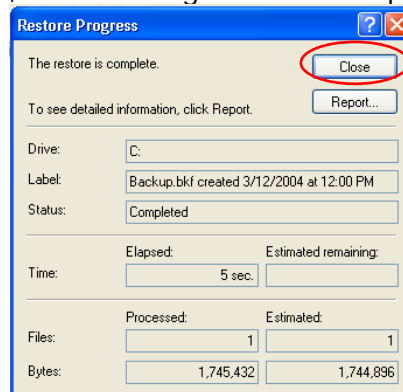 Restore Progress
The restore is complete.
Close
To see detailed information, click Report.
Report...
Drive:
C:
Label:
Backup.bkf created 3/12/2004 at 12:00 PM
Status:
Completed
Elapsed:
Estimated remaining:
Time:
5 sec.
Processed:
Estimated:
Files:
1
1
Bytes:
1,745,432
1,744,896